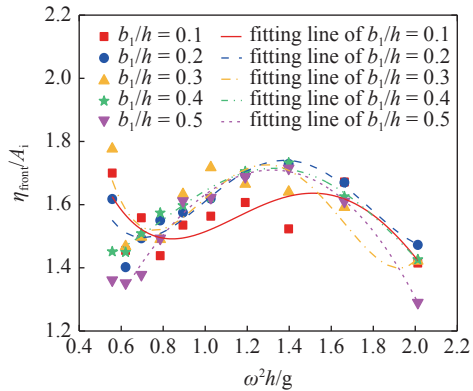 b₁/h = 0.1 fitting line of b₁/h = 0.1
b₁/h = 0.2 fitting line of b₁/h = 0.2
b₁/h = 0.3 fitting line of b₁/h = 0.3
b₁/h = 0.4 fitting line of b₁/h = 0.4
b₁/h = 0.5 fitting line of b₁/h = 0.5
η_front/A_i
2.2
2.0
1.8
1.6
1.4
1.2
0.4 0.6 0.8 1.0 1.2 1.4 1.6 1.8 2.0 2.2
ω²h/g